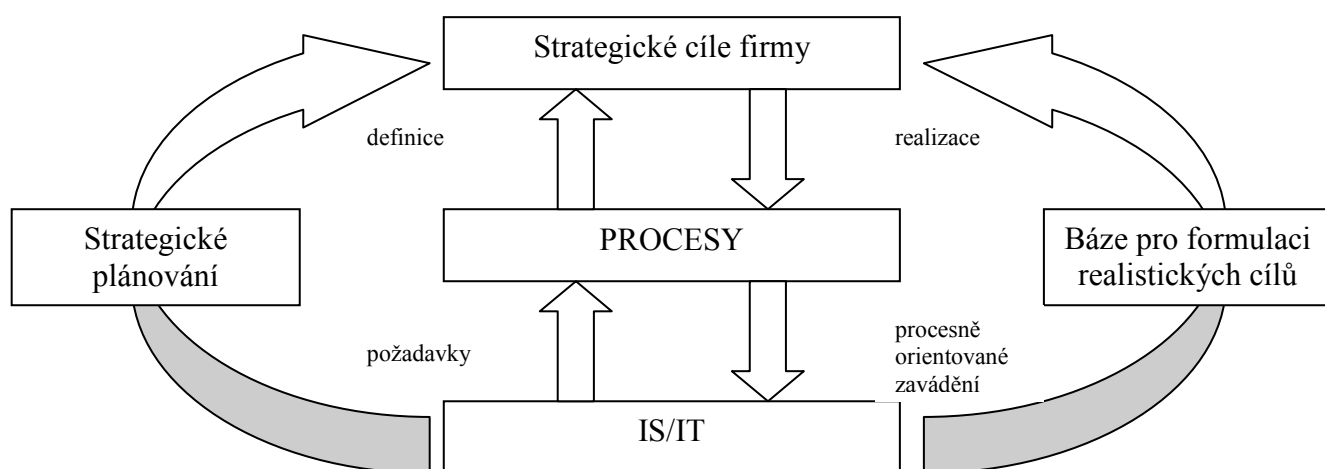 Strategické cíle firmy
definice
realizace
Strategické
plánování
PROCESY
Báze pro formulaci
realistických cílů
požadavky
procesně
orientované
zavádění
IS/IT